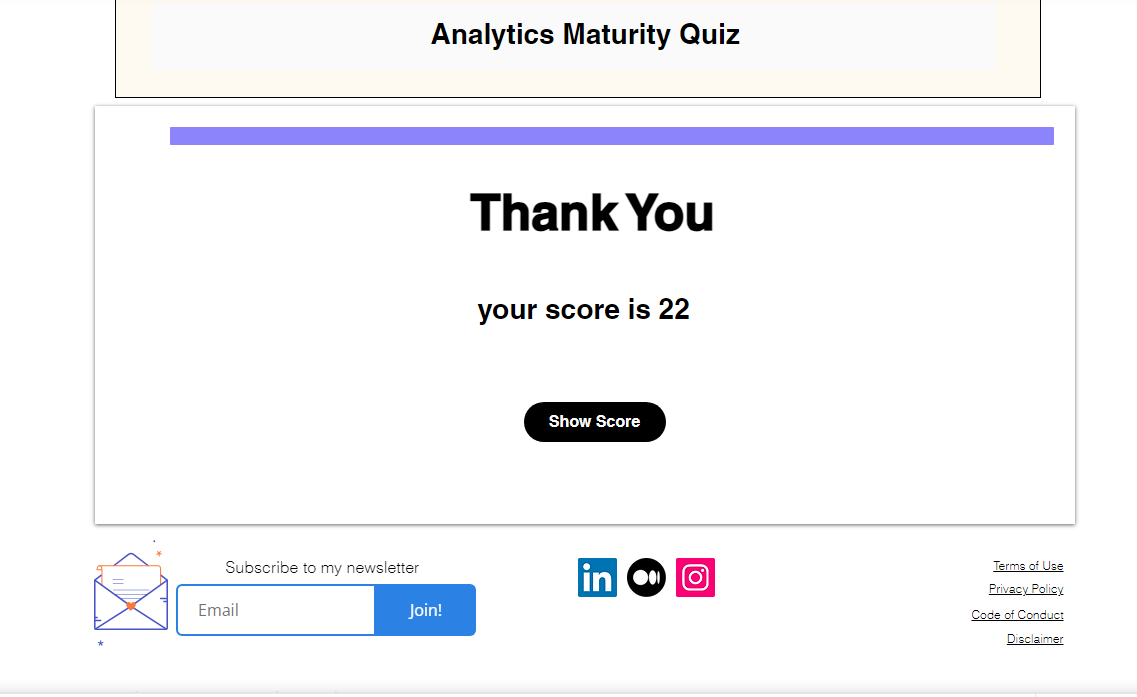 Analytics Maturity Quiz
Thank You
your score is 22
Show Score
Subscribe to my newsletter
Email
Join!
in
Terms of Use
Privacy Policy
Code of Conduct
Disclaimer